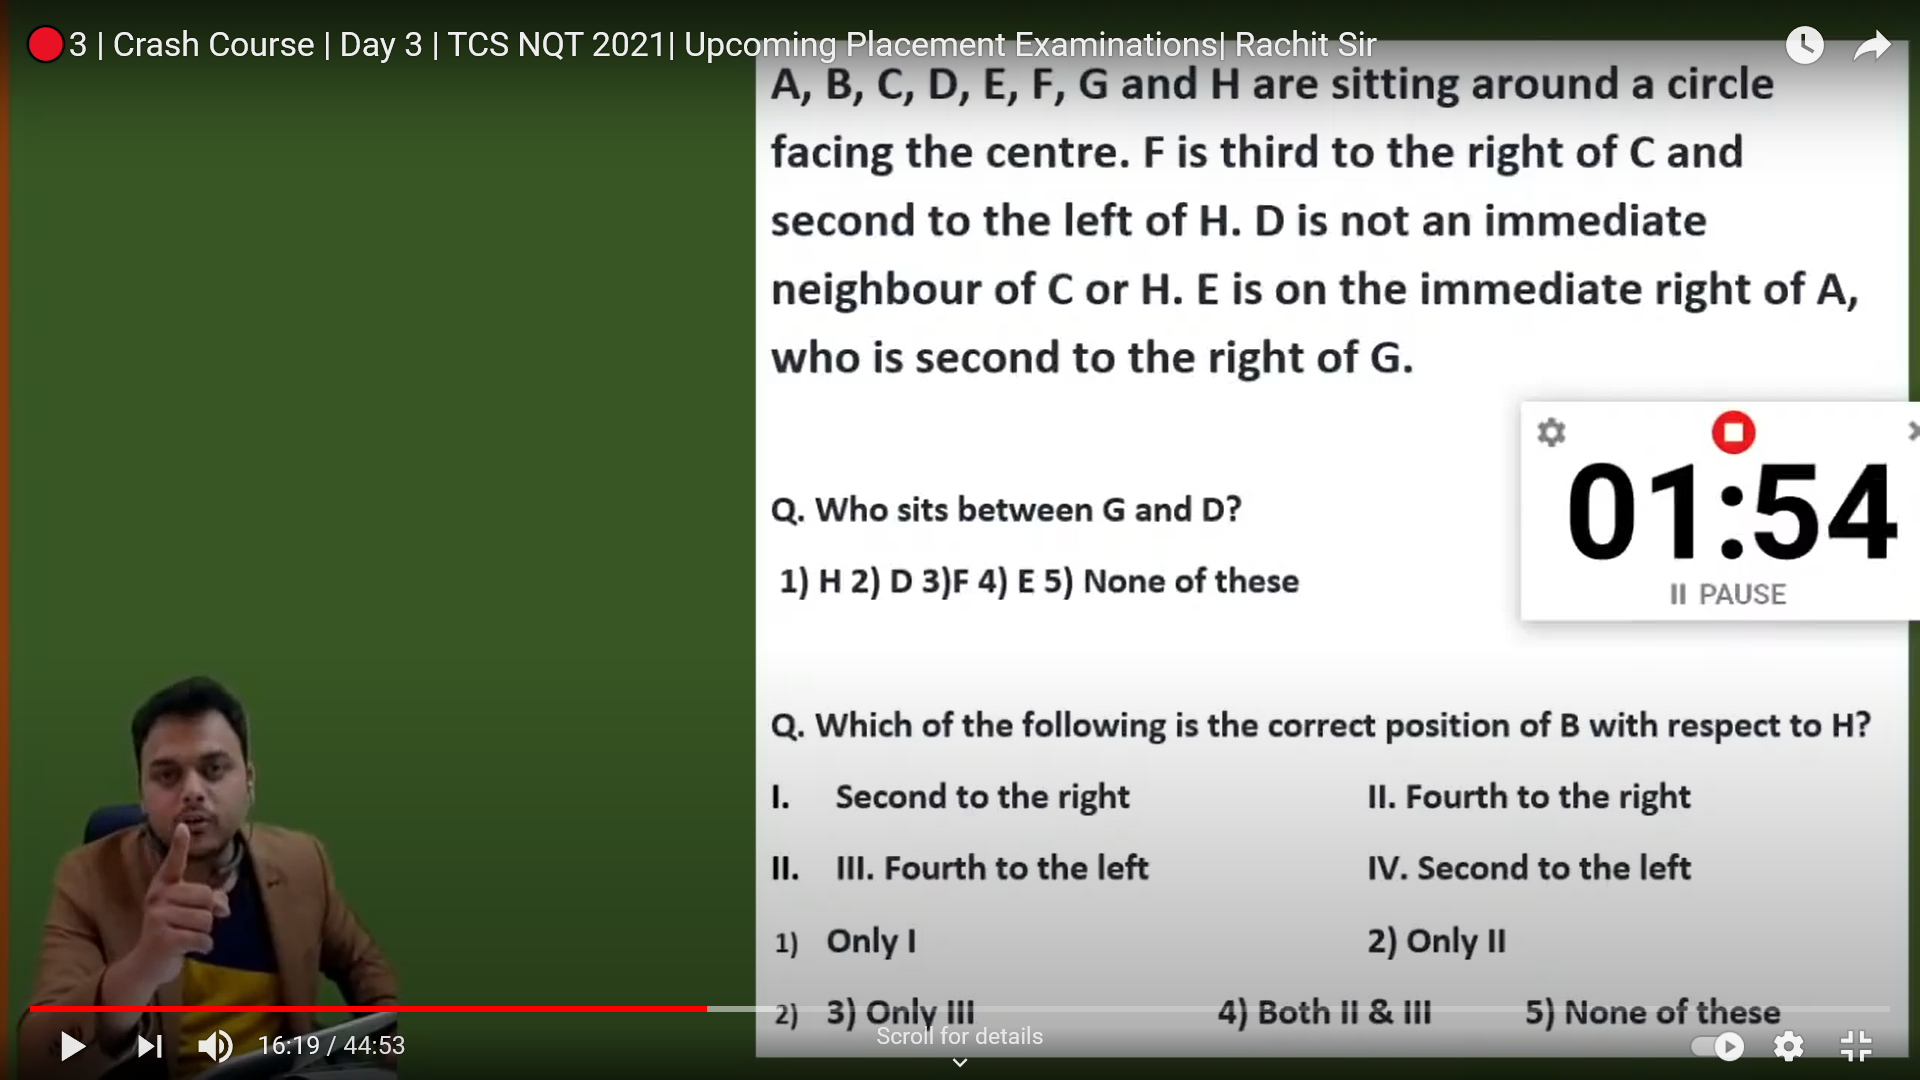 3 | Crash Course | Day 3 | TCS NQT 2021| Upcoming Placement Examinations| Rachit Sir
A, B, C, D, E, F, G and H are sitting around a circle
facing the centre. F is third to the right of C and
second to the left of H. D is not an immediate
neighbour of C or H. E is on the immediate right of A,
who is second to the right of G.
01:54
PAUSE
Q. Who sits between G and D?
1) H 2) D 3)F 4) E 5) None of these
Q. Which of the following is the correct position of B with respect to H?
I. Second to the right II. Fourth to the right
II. III. Fourth to the left IV. Second to the left
1) Only I 2) Only II
2) 3) Only III 4) Both II & III 5) None of these
Scroll for details
16:19 / 44:53